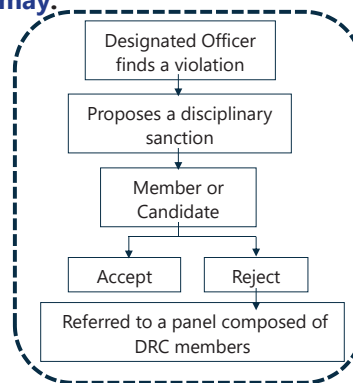 may:
Designated Officer
finds a violation
Proposes a disciplinary
sanction
Member or
Candidate
Accept
Reject
Referred to a panel composed of
DRC members